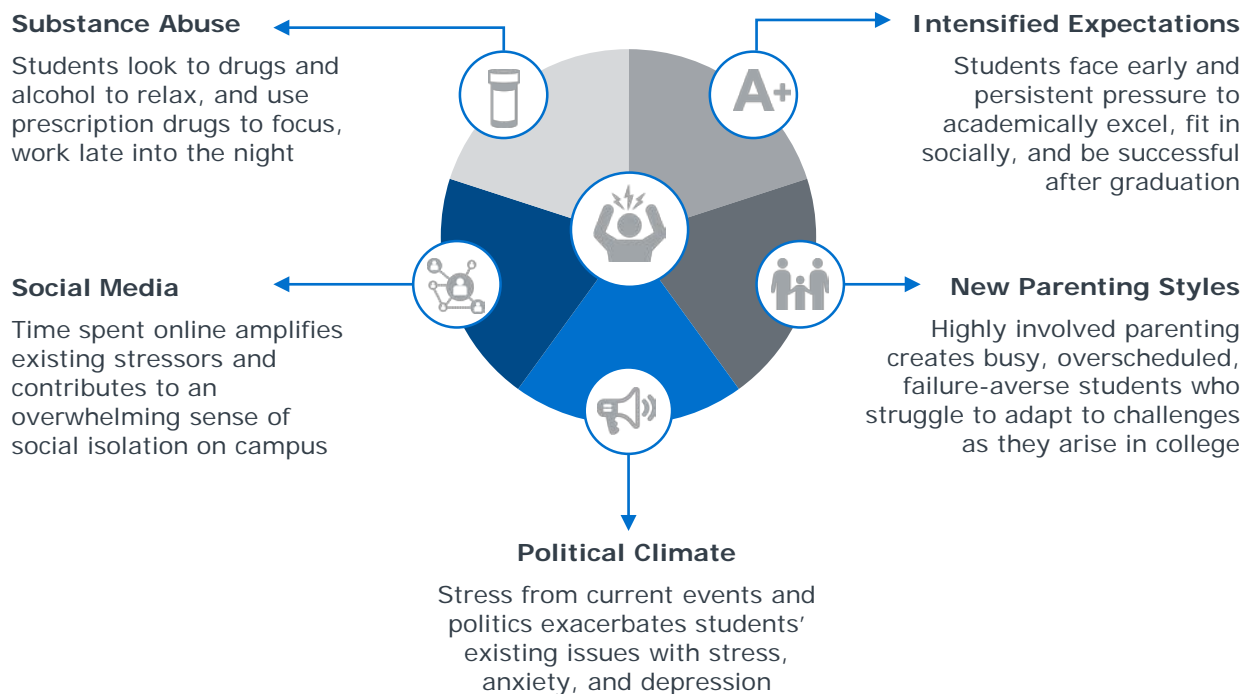 Substance Abuse
Students look to drugs and
alcohol to relax, and use
prescription drugs to focus,
work late into the night
A+
Intensified Expectations
Students face early and
persistent pressure to
academically excel, fit in
socially, and be successful
after graduation
Social Media
Time spent online amplifies
existing stressors and
contributes to an
overwhelming sense of
social isolation on campus
New Parenting Styles
Highly involved parenting
creates busy, overscheduled,
failure-averse students who
struggle to adapt to challenges
as they arise in college
Political Climate
Stress from current events and
politics exacerbates students’
existing issues with stress,
anxiety, and depression